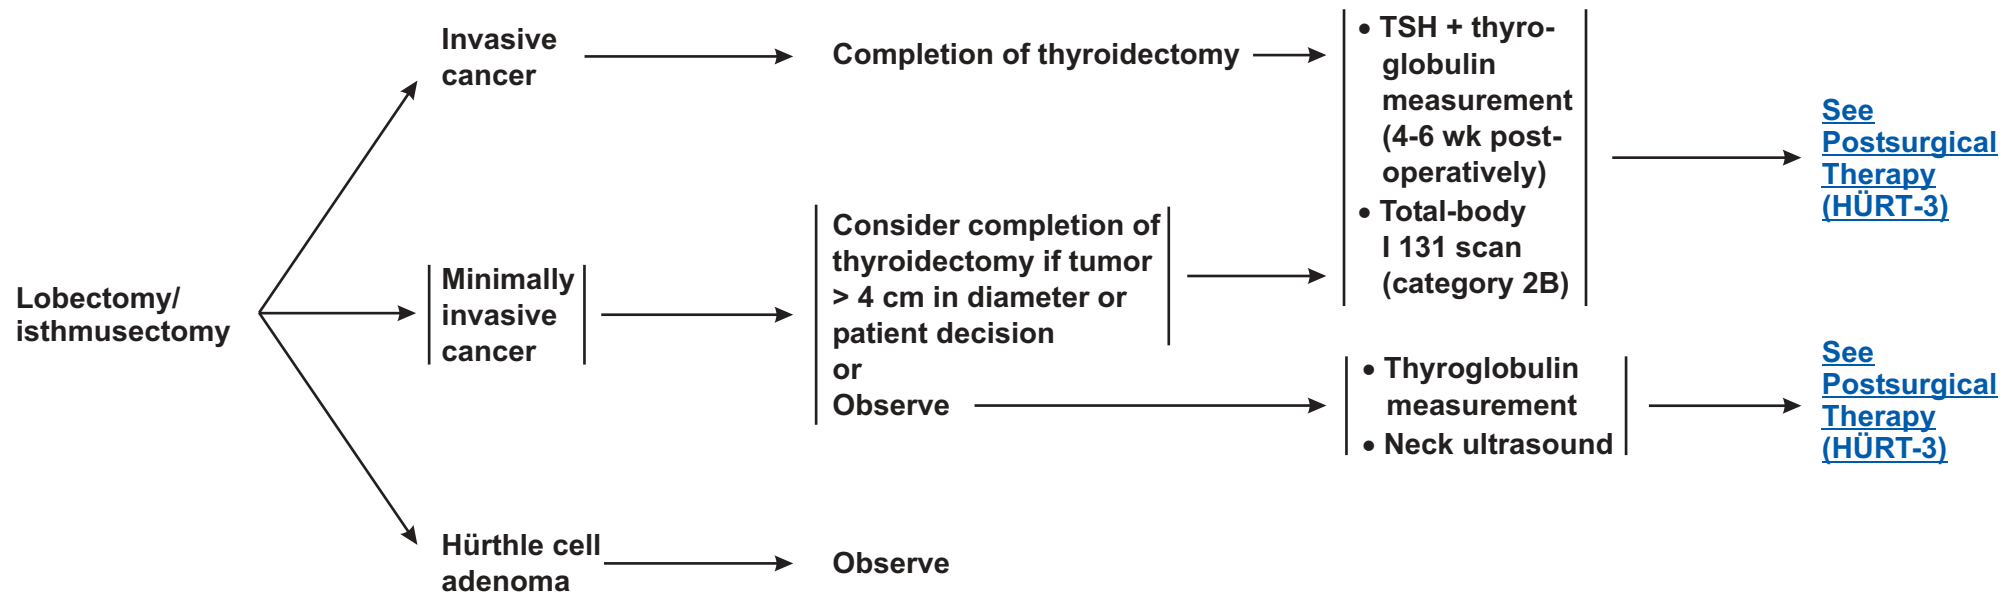 Lobectomy/
isthmusectomy
Invasive
cancer
Completion of thyroidectomy
• TSH + thyro-
globulin
measurement
(4-6 wk post-
operatively)
• Total-body
I 131 scan
(category 2B)
See
Postsurgical
Therapy
(HÜRT-3)
Minimally
invasive
cancer
Consider completion of
thyroidectomy if tumor
> 4 cm in diameter or
patient decision
or
Observe
• Thyroglobulin
measurement
• Neck ultrasound
See
Postsurgical
Therapy
(HÜRT-3)
Hürthle cell
adenoma
Observe